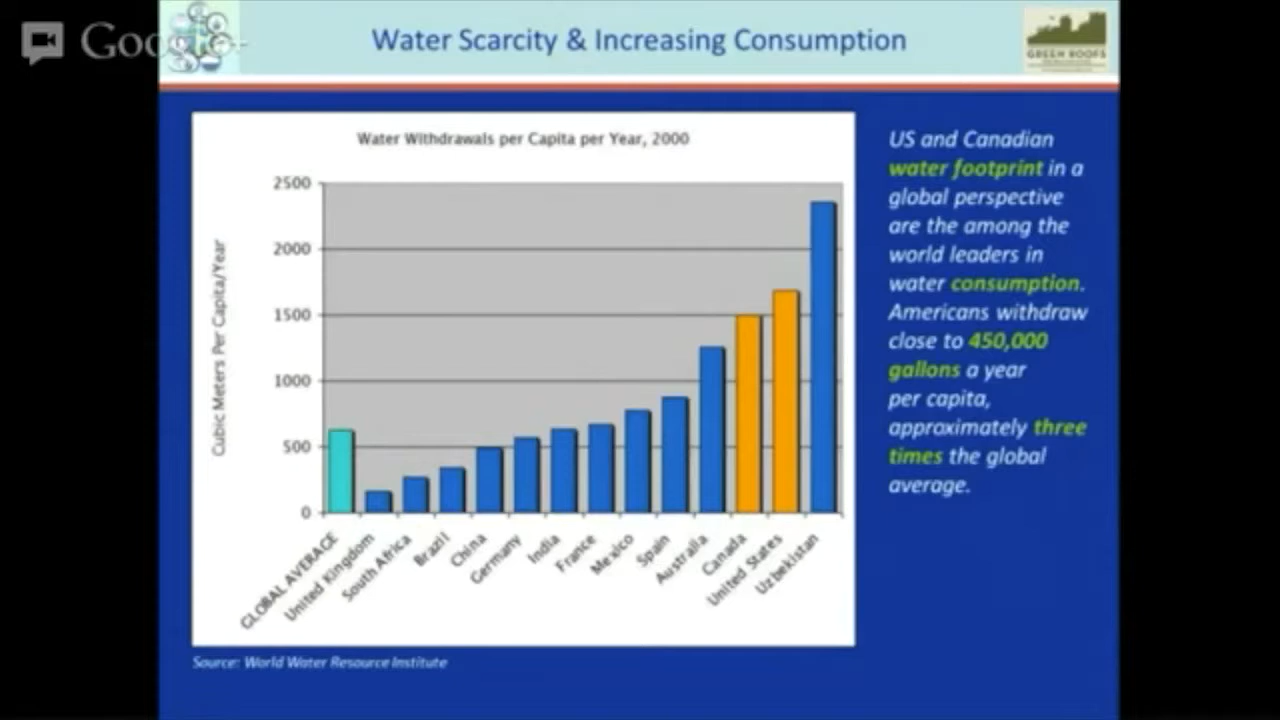 Google+
Water Scarcity & Increasing Consumption
GREEN ROOFS
Water Withdrawals per Capita per Year, 2000
Cubic Meters Per Capita/Year
2500
2000
1500
1000
500
0
GLOBAL AVERAGE
United Kingdom
South Africa
Brazil
China
Germany
India
France
Mexico
Spain
Australia
Canada
United States
Uzbekistan
US and Canadian
water footprint in a
global perspective
are the among the
world leaders in
water consumption.
Americans withdraw
close to 450,000
gallons a year
per capita,
approximately three
times the global
average.
Source: World Water Resource Institute